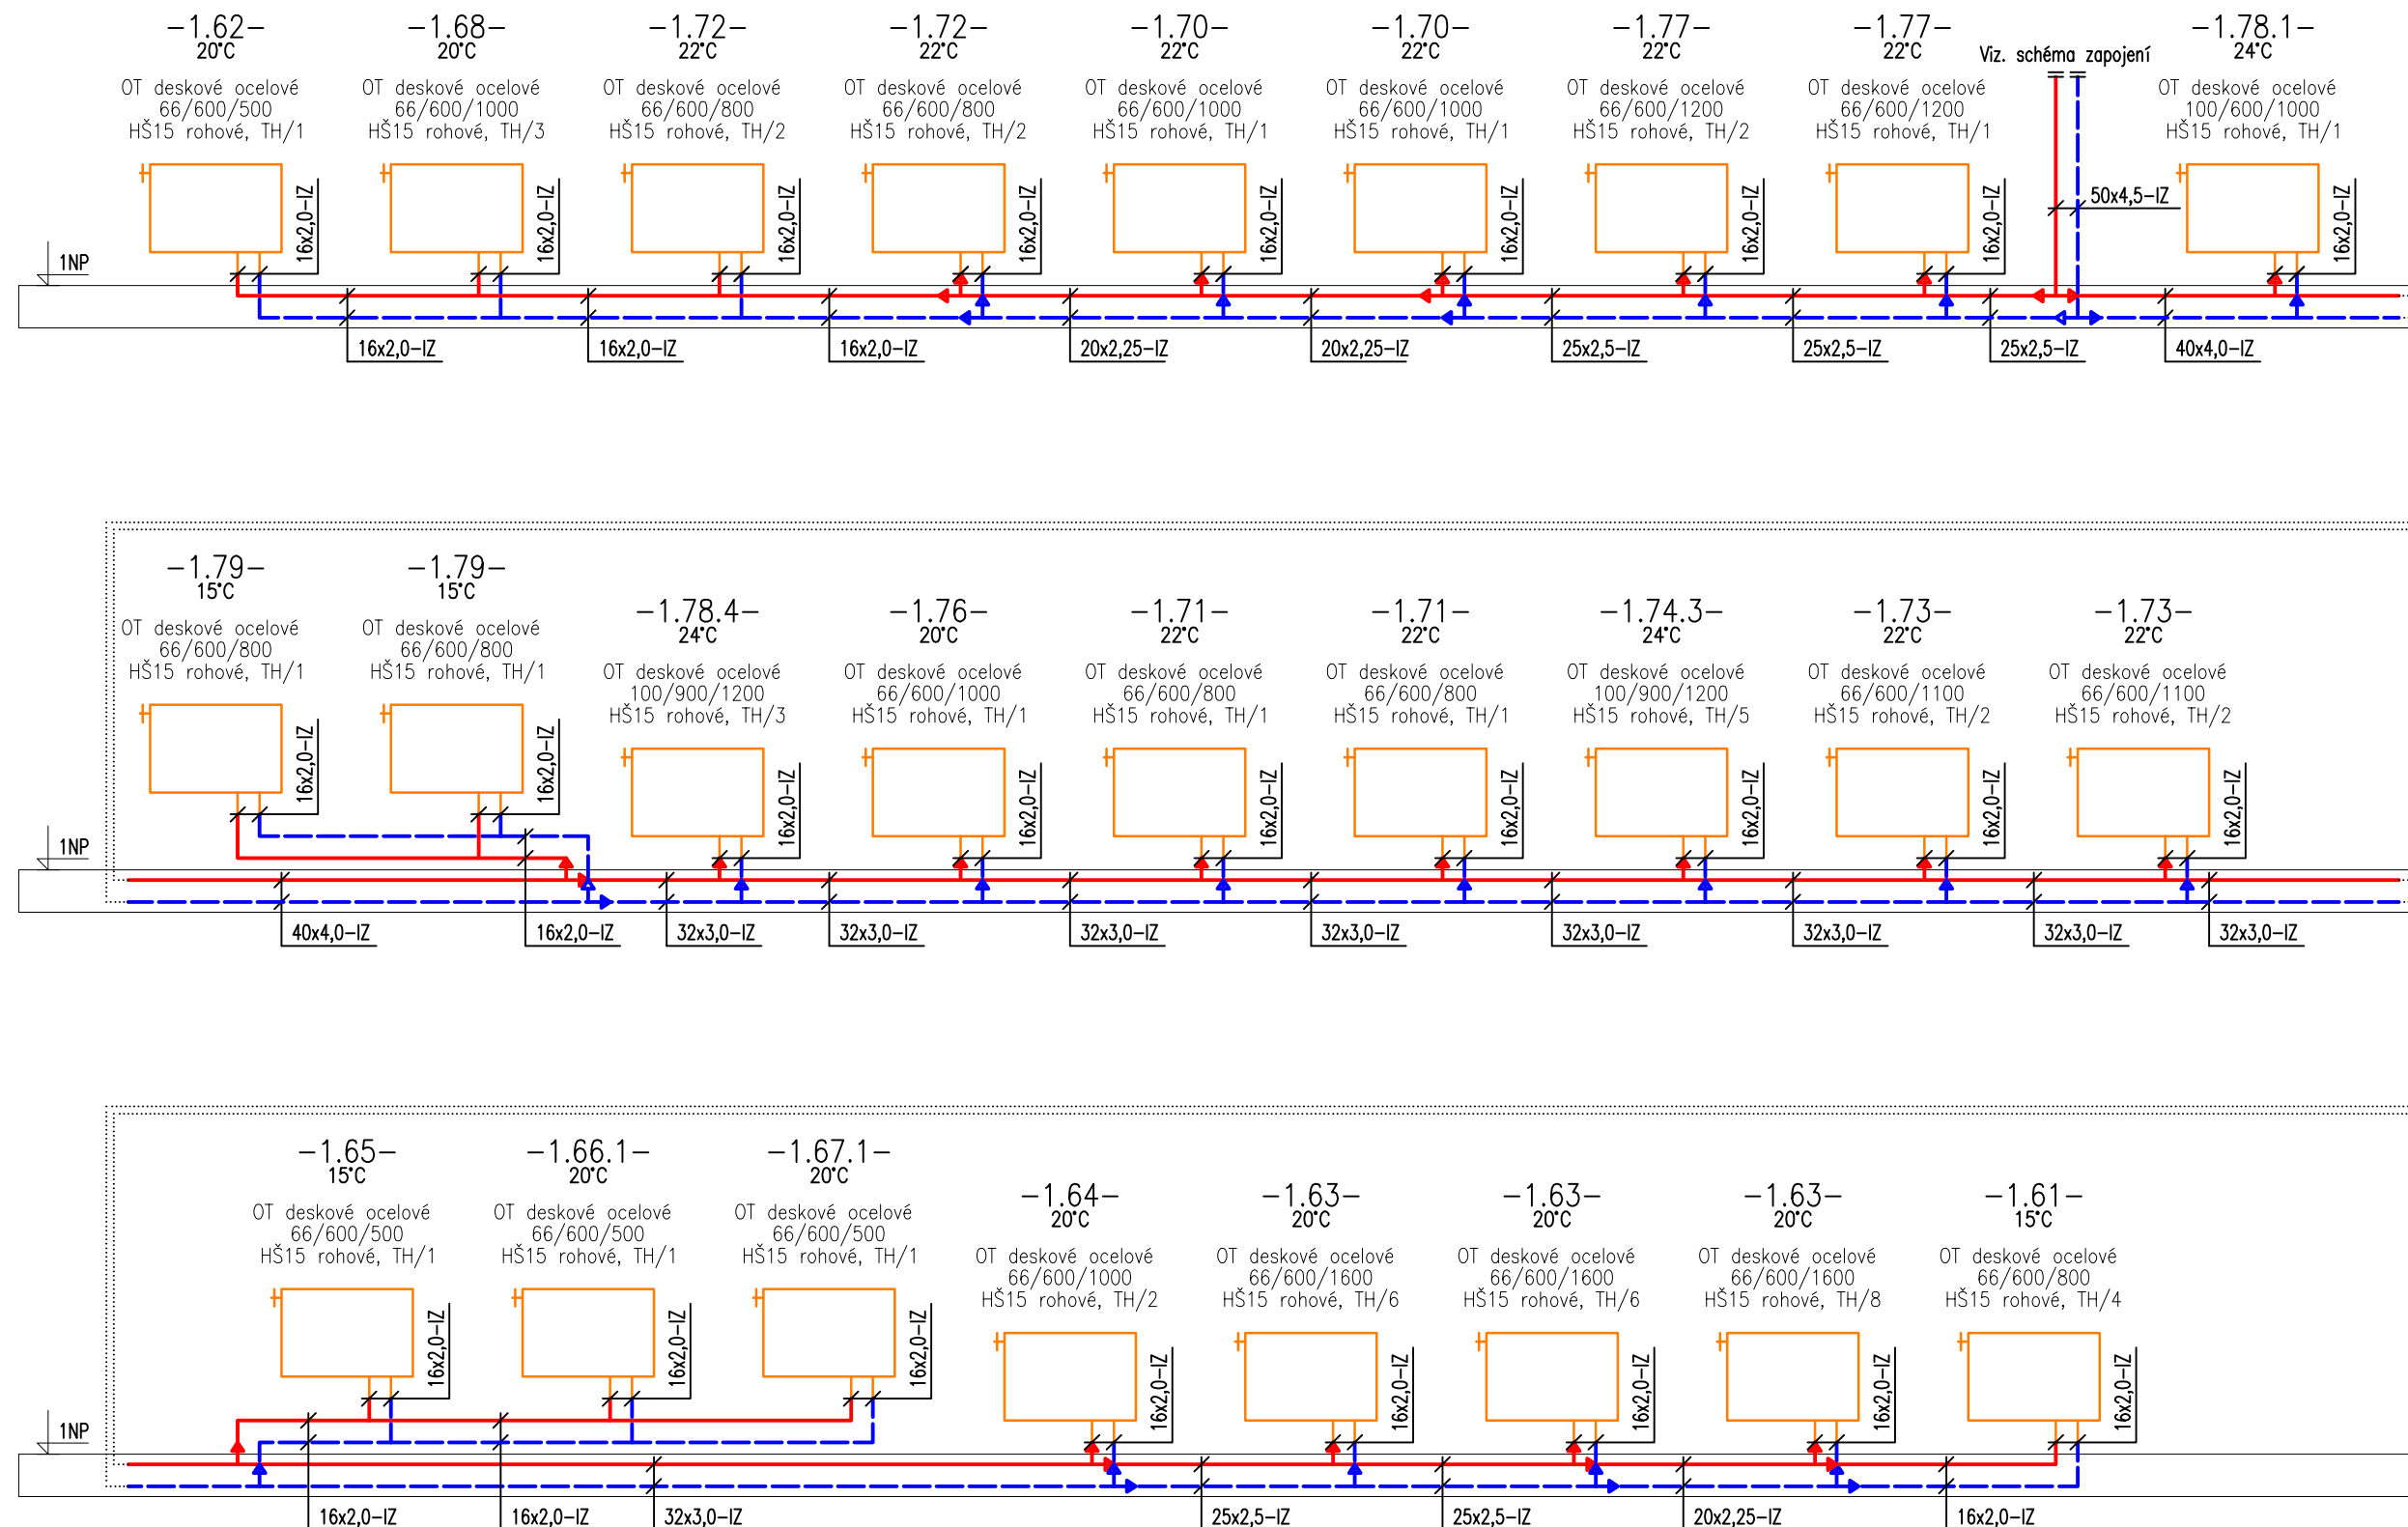 -1.62-
20°C
OT deskové ocelové
66/600/500
HŠ15 rohové, TH/1
16x2,0-IZ
-1.68-
20°C
OT deskové ocelové
66/600/1000
HŠ15 rohové, TH/3
16x2,0-IZ
-1.72-
22°C
OT deskové ocelové
66/600/800
HŠ15 rohové, TH/2
16x2,0-IZ
-1.72-
22°C
OT deskové ocelové
66/600/800
HŠ15 rohové, TH/2
16x2,0-IZ
-1.70-
22°C
OT deskové ocelové
66/600/1000
HŠ15 rohové, TH/1
16x2,0-IZ
-1.70-
22°C
OT deskové ocelové
66/600/1000
HŠ15 rohové, TH/1
16x2,0-IZ
-1.77-
22°C
OT deskové ocelové
66/600/1200
HŠ15 rohové, TH/2
16x2,0-IZ
-1.77-
22°C
OT deskové ocelové
66/600/1200
HŠ15 rohové, TH/1
16x2,0-IZ
Viz. schéma zapojení
50x4,5-IZ
-1.78.1-
24°C
OT deskové ocelové
100/600/1000
HŠ15 rohové, TH/1
16x2,0-IZ
1NP
16x2,0-IZ
16x2,0-IZ
16x2,0-IZ
20x2,25-IZ
20x2,25-IZ
25x2,5-IZ
25x2,5-IZ
25x2,5-IZ
40x4,0-IZ
-1.79-
15°C
OT deskové ocelové
66/600/800
HŠ15 rohové, TH/1
16x2,0-IZ
-1.79-
15°C
OT deskové ocelové
66/600/800
HŠ15 rohové, TH/1
16x2,0-IZ
-1.78.4-
24°C
OT deskové ocelové
100/900/1200
HŠ15 rohové, TH/3
16x2,0-IZ
-1.76-
20°C
OT deskové ocelové
66/600/1000
HŠ15 rohové, TH/1
16x2,0-IZ
-1.71-
22°C
OT deskové ocelové
66/600/800
HŠ15 rohové, TH/1
16x2,0-IZ
-1.71-
22°C
OT deskové ocelové
66/600/800
HŠ15 rohové, TH/1
16x2,0-IZ
-1.74.3-
24°C
OT deskové ocelové
100/900/1200
HŠ15 rohové, TH/5
16x2,0-IZ
-1.73-
22°C
OT deskové ocelové
66/600/1100
HŠ15 rohové, TH/2
16x2,0-IZ
-1.73-
22°C
OT deskové ocelové
66/600/1100
HŠ15 rohové, TH/2
16x2,0-IZ
1NP
40x4,0-IZ
16x2,0-IZ
32x3,0-IZ
32x3,0-IZ
32x3,0-IZ
32x3,0-IZ
32x3,0-IZ
32x3,0-IZ
32x3,0-IZ
32x3,0-IZ
-1.65-
15°C
OT deskové ocelové
66/600/500
HŠ15 rohové, TH/1
16x2,0-IZ
-1.66.1-
20°C
OT deskové ocelové
66/600/500
HŠ15 rohové, TH/1
16x2,0-IZ
-1.67.1-
20°C
OT deskové ocelové
66/600/500
HŠ15 rohové, TH/1
16x2,0-IZ
-1.64-
20°C
OT deskové ocelové
66/600/1000
HŠ15 rohové, TH/2
16x2,0-IZ
-1.63-
20°C
OT deskové ocelové
66/600/1600
HŠ15 rohové, TH/6
16x2,0-IZ
-1.63-
20°C
OT deskové ocelové
66/600/1600
HŠ15 rohové, TH/6
16x2,0-IZ
-1.63-
20°C
OT deskové ocelové
66/600/1600
HŠ15 rohové, TH/8
16x2,0-IZ
-1.61-
15°C
OT deskové ocelové
66/600/800
HŠ15 rohové, TH/4
16x2,0-IZ
1NP
16x2,0-IZ
16x2,0-IZ
32x3,0-IZ
25x2,5-IZ
25x2,5-IZ
20x2,25-IZ
16x2,0-IZ